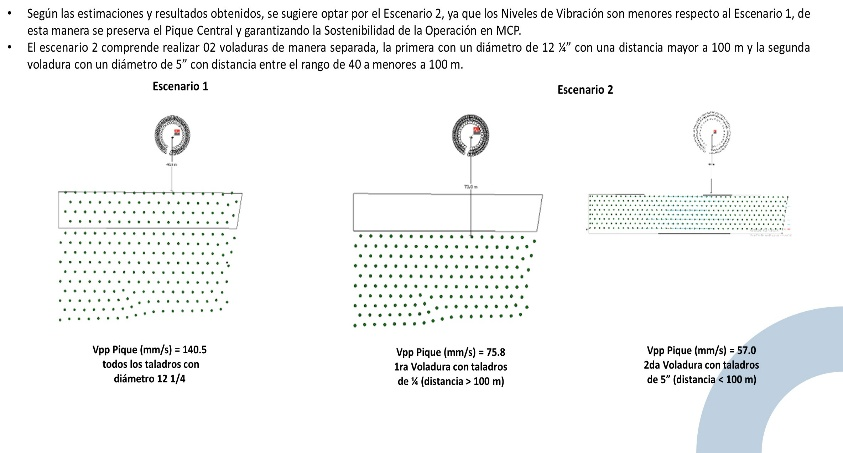 • Según las estimaciones y resultados obtenidos, se sugiere optar por el Escenario 2, ya que los Niveles de Vibración son menores respecto al Escenario 1, de
esta manera se preserva el Pique Central y garantizando la Sostenibilidad de la Operación en MCP.
• El escenario 2 comprende realizar 02 voladuras de manera separada, la primera con un diámetro de 12 ¼” con una distancia mayor a 100 m y la segunda
voladura con un diámetro de 5” con distancia entre el rango de 40 a menores a 100 m.
Escenario 1
Escenario 2
Vpp Pique (mm/s) = 140.5
todos los taladros con
diámetro 12 1/4
Vpp Pique (mm/s) = 75.8
1ra Voladura con taladros
de ¼ (distancia > 100 m)
Vpp Pique (mm/s) = 57.0
2da Voladura con taladros
de 5” (distancia < 100 m)